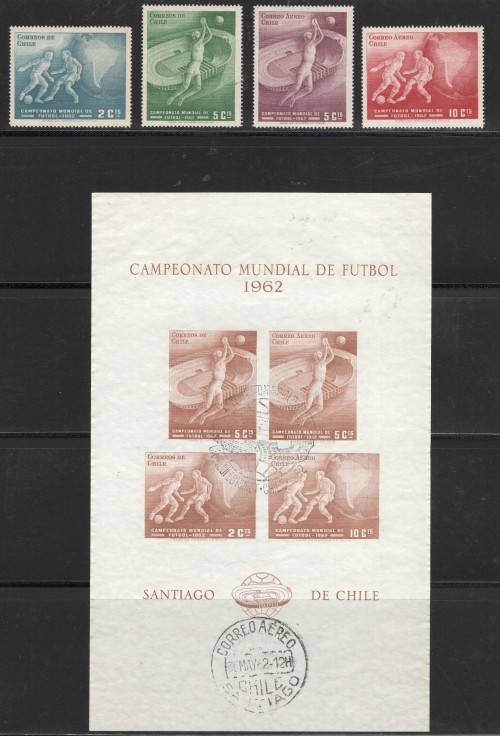 CORREOS DE
CHILE
CAMPEONATO MUNDIAL DE
FUTBOL - 1962
2 CTS
CORREOS DE
CHILE
CAMPEONATO MUNDIAL DE
FUTBOL - 1962
5 CTS
CORREO AEREO
CHILE
CAMPEONATO MUNDIAL DE
FUTBOL - 1962
5 CTS
CORREO AEREO
CHILE
CAMPEONATO MUNDIAL DE
FUTBOL - 1962
10 CTS
CAMPEONATO MUNDIAL DE FUTBOL
1962
CORREOS DE
CHILE
CAMPEONATO MUNDIAL DE
FUTBOL - 1962
5 CTS
CORREO AEREO
CHILE
CAMPEONATO MUNDIAL DE
FUTBOL - 1962
5 CTS
CORREOS DE
CHILE
CAMPEONATO MUNDIAL DE
FUTBOL - 1962
2 CTS
CORREO AEREO
CHILE
CAMPEONATO MUNDIAL DE
FUTBOL - 1962
10 CTS
SANTIAGO DE CHILE
CORREO AÉREO
MAY
2-12H
CHILE
SANTIAGO